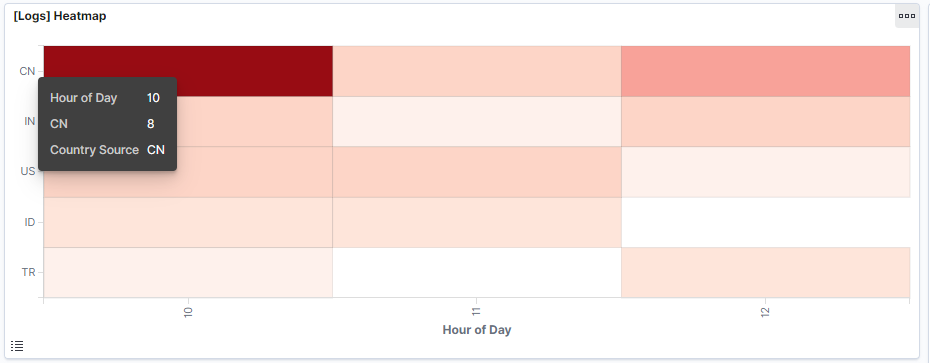 [Logs] Heatmap
CN
Hour of Day 10
CN 8
Country Source CN
IN
US
ID
TR
10
11
12
Hour of Day